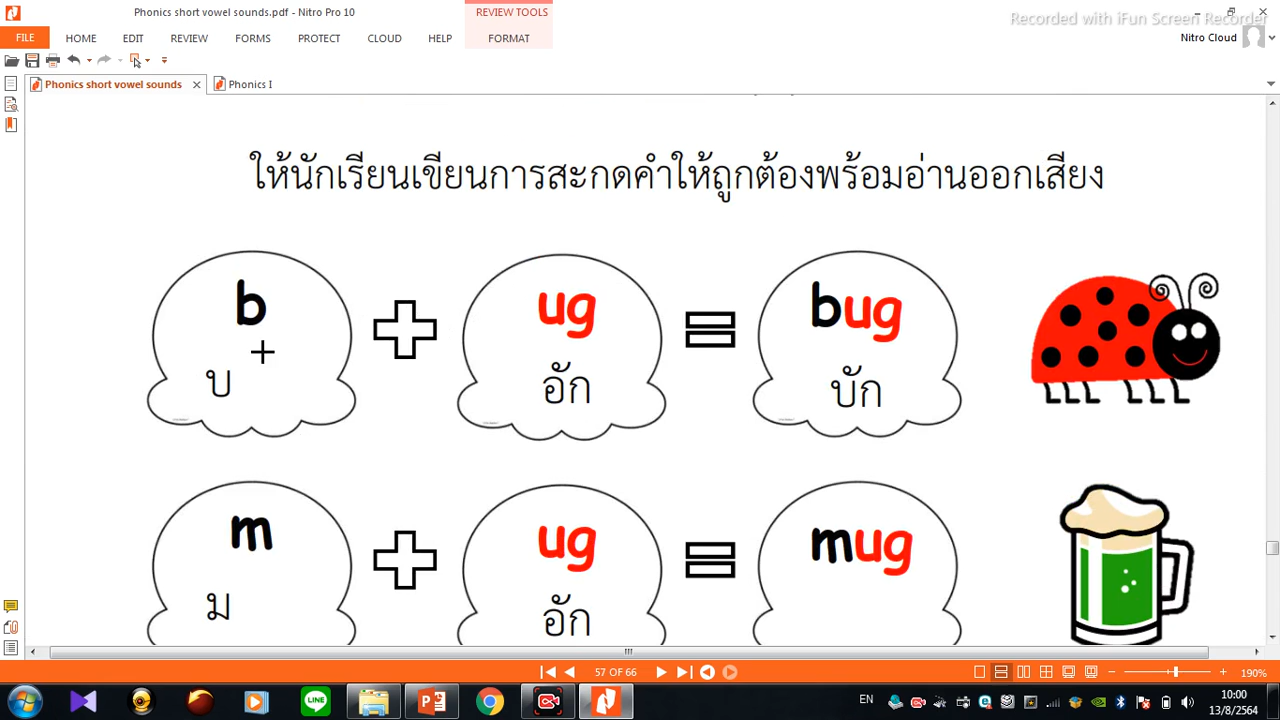 Phonics short vowel sounds.pdf - Nitro Pro 10
REVIEW TOOLS
Recorded with iFun Screen Recorder
FILE HOME EDIT REVIEW FORMS PROTECT CLOUD HELP FORMAT
Nitro Cloud
Phonics short vowel sounds Phonics I
ให้นักเรียนเขียนการสะกดคำให้ถูกต้องพร้อมอ่านออกเสียง
b ug bug
บ อัก บัก
m ug mug
ม อัก
57 OF 66
190%
LINE
EN
10:00
13/8/2564